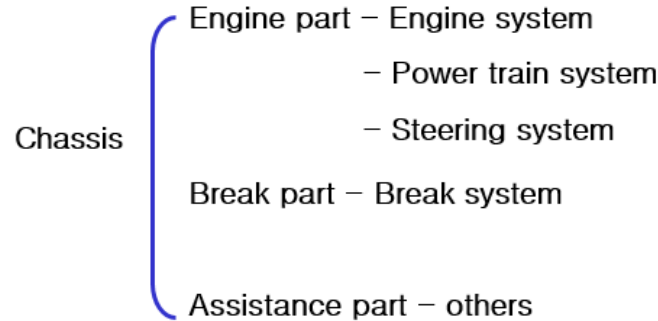 Engine part – Engine system
– Power train system
Chassis
– Steering system
Break part – Break system
Assistance part – others